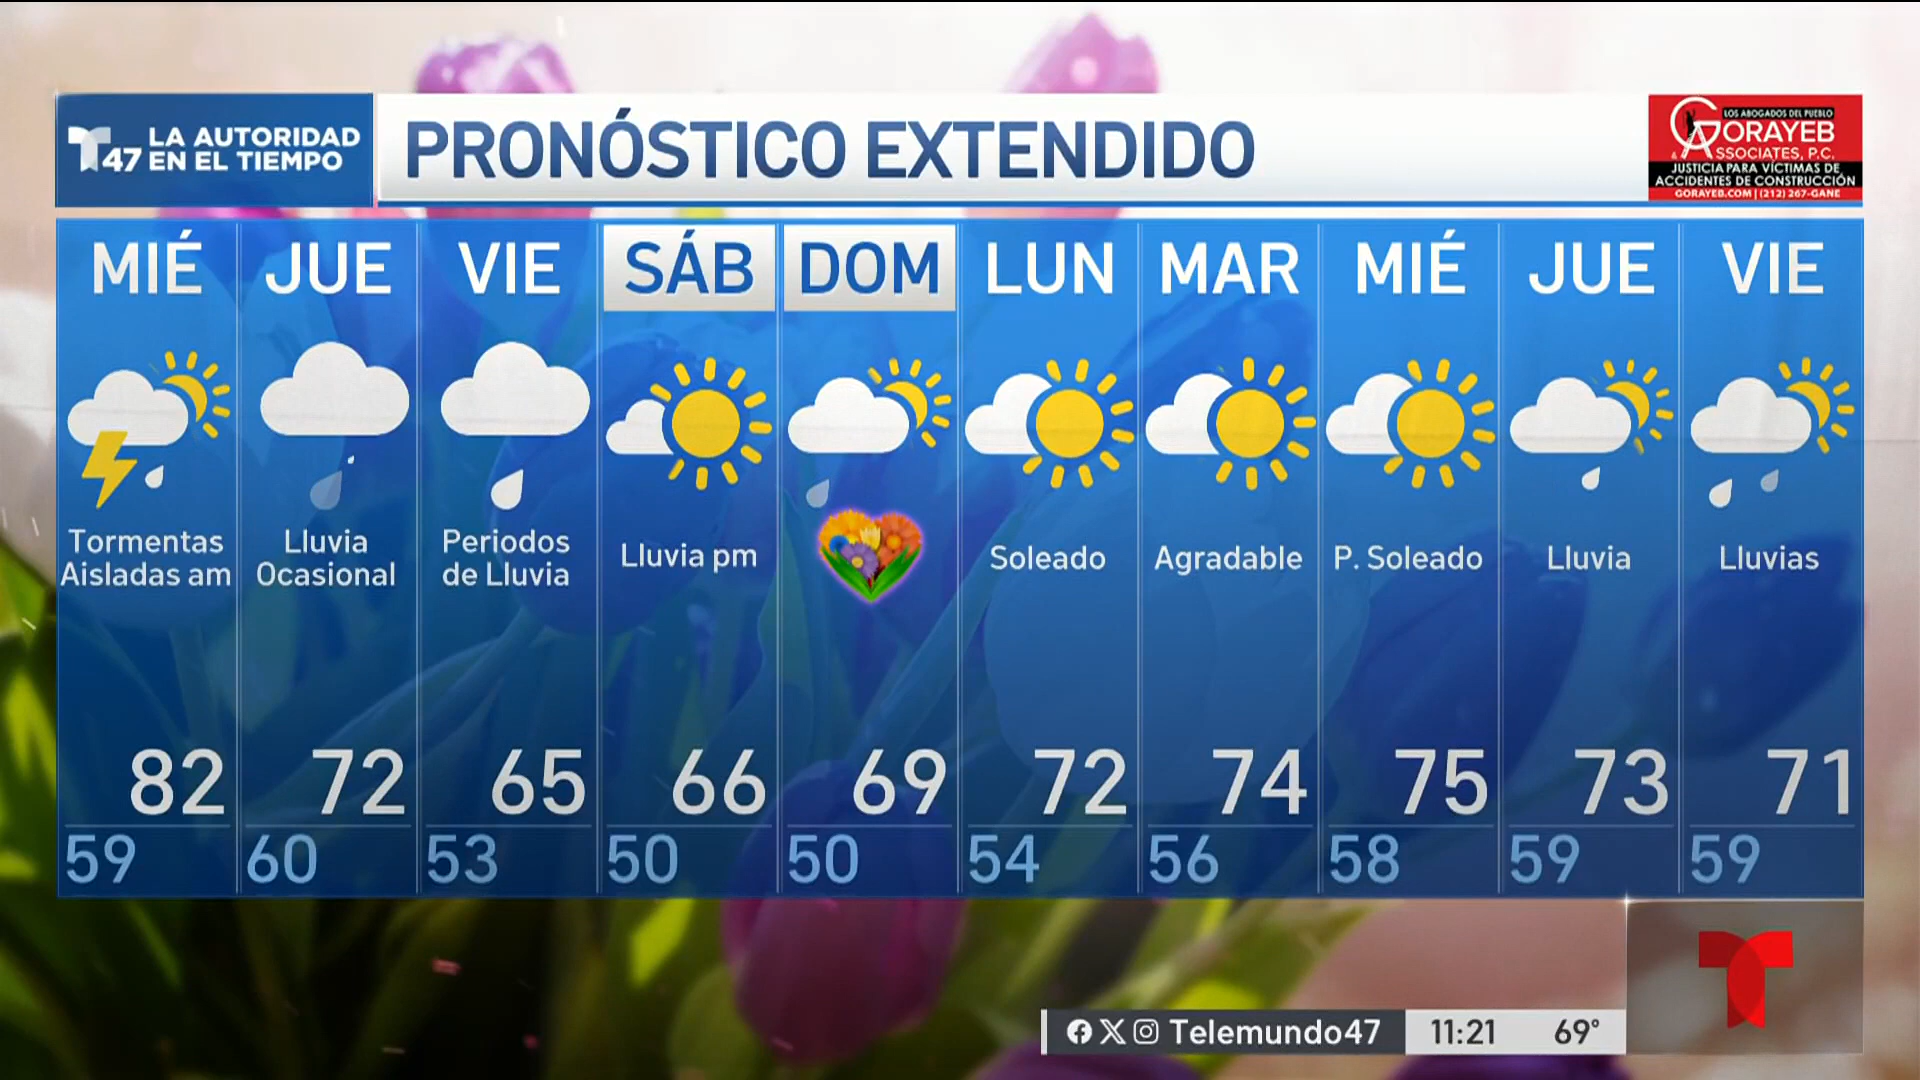 47 LA AUTORIDAD
EN EL TIEMPO
PRONÓSTICO EXTENDIDO
LOS ABOGADOS DEL PUEBLO
GORAYEB
& ASSOCIATES, P.C.
JUSTICIA PARA VÍCTIMAS DE
ACCIDENTES DE CONSTRUCCIÓN
GORAYEB.COM | (212) 267-GANE
MIÉ JUE VIE SÁB DOM LUN MAR MIÉ JUE VIE
Tormentas
Aisladas am
Lluvia
Ocasional
Periodos
de Lluvia
Lluvia pm
Soleado
Agradable
P. Soleado
Lluvia
Lluvias
82 72 65 66 69 72 74 75 73 71
59 60 53 50 50 54 56 58 59 59
Telemundo47 11:21 69°